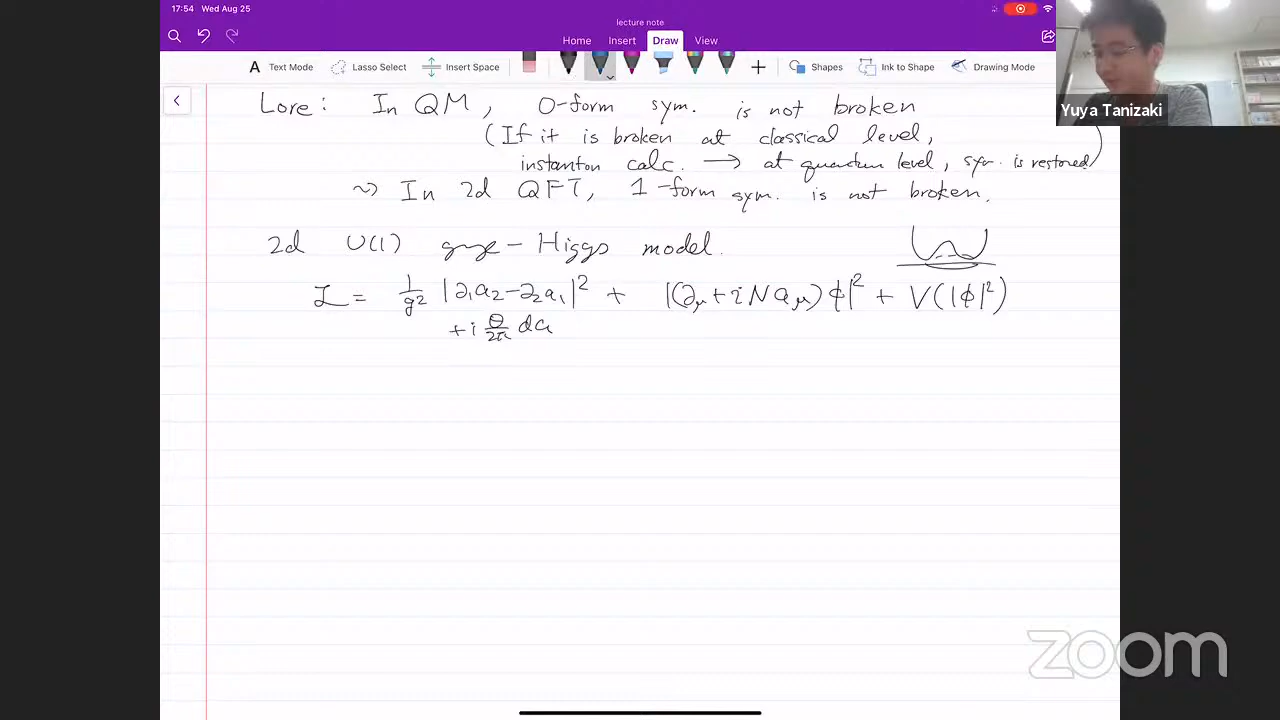 17:54 Wed Aug 25
lecture note
Home Insert Draw View
A Text Mode Lasso Select Insert Space Shapes Ink to Shape Drawing Mode
Yuya Tanizaki
Lore: In QM, 0-form sym. is not broken
(If it is broken at classical level,
instanton calc. → at quantum level, sym. is restored)
⇝ In 2d QFT, 1-form sym. is not broken.
2d U(1) gauge-Higgs model.
ℒ = 1/g² |∂₁a₂-∂₂a₁|² + |(∂μ+iNaμ)ϕ|² + V(|ϕ|²)
+i θ/2π da
zoom